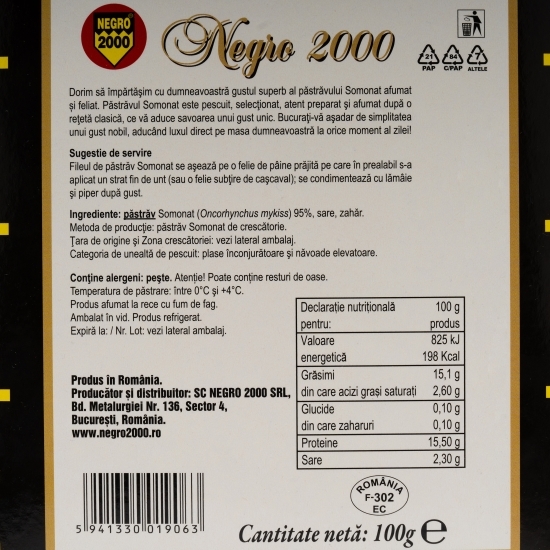 NEGRO
2000
Negro 2000
21
PAP
84
C/PAP
7
ALTELE
Dorim să împărtășim cu dumneavoastră gustul superb al păstrăvului Somonat afumat
și feliat. Păstrăvul Somonat este pescuit, selecționat, atent preparat și afumat după o
rețetă clasică, ce vă aduce savoarea unui gust unic. Bucurați-vă așadar de simplitatea
unui gust nobil, aducând luxul direct pe masa dumneavoastră la orice moment al zilei!
Sugestie de servire
Fileul de păstrăv Somonat se așează pe o felie de pâine prăjită pe care în prealabil s-a
aplicat un strat fin de unt (sau o felie subțire de cașcaval); se condimentează cu lămâie
și piper după gust.
Ingrediente: păstrăv Somonat (Oncorhynchus mykiss) 95%, sare, zahăr.
Metoda de producție: păstrăv Somonat de crescătorie.
Țara de origine și Zona crescătoriei: vezi lateral ambalaj.
Categoria de unealtă de pescuit: plase înconjurătoare și năvoade elevatoare.
Conține alergeni: pește. Atenție! Poate conține resturi de oase.
Temperatura de păstrare: între 0°C și +4°C.
Produs afumat la rece cu fum de fag.
Ambalat în vid. Produs refrigerat.
Expiră la: / Nr. Lot: vezi lateral ambalaj.
Declarație nutrițională 100 g
pentru: produs
Valoare 825 kJ
energetică 198 Kcal
Grăsimi 15,1 g
din care acizi grași saturați 2,60 g
Glucide 0,10 g
din care zaharuri 0,10 g
Proteine 15,50 g
Sare 2,30 g
Produs în România.
Producător și distribuitor: SC NEGRO 2000 SRL,
Bd. Metalurgiei Nr. 136, Sector 4,
București, România.
www.negro2000.ro
ROMÂNIA
F-302
EC
5 941330 019063
Cantitate netă: 100g ℮